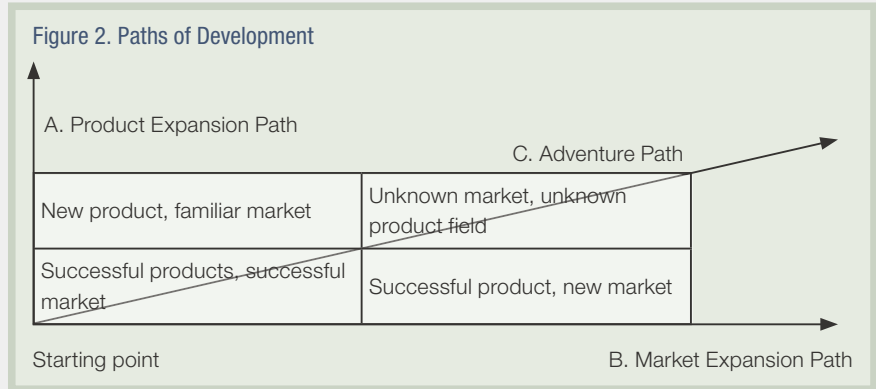 Figure 2. Paths of Development
A. Product Expansion Path
C. Adventure Path
New product, familiar market
Unknown market, unknown
product field
Successful products, successful
market
Successful product, new market
Starting point
B. Market Expansion Path